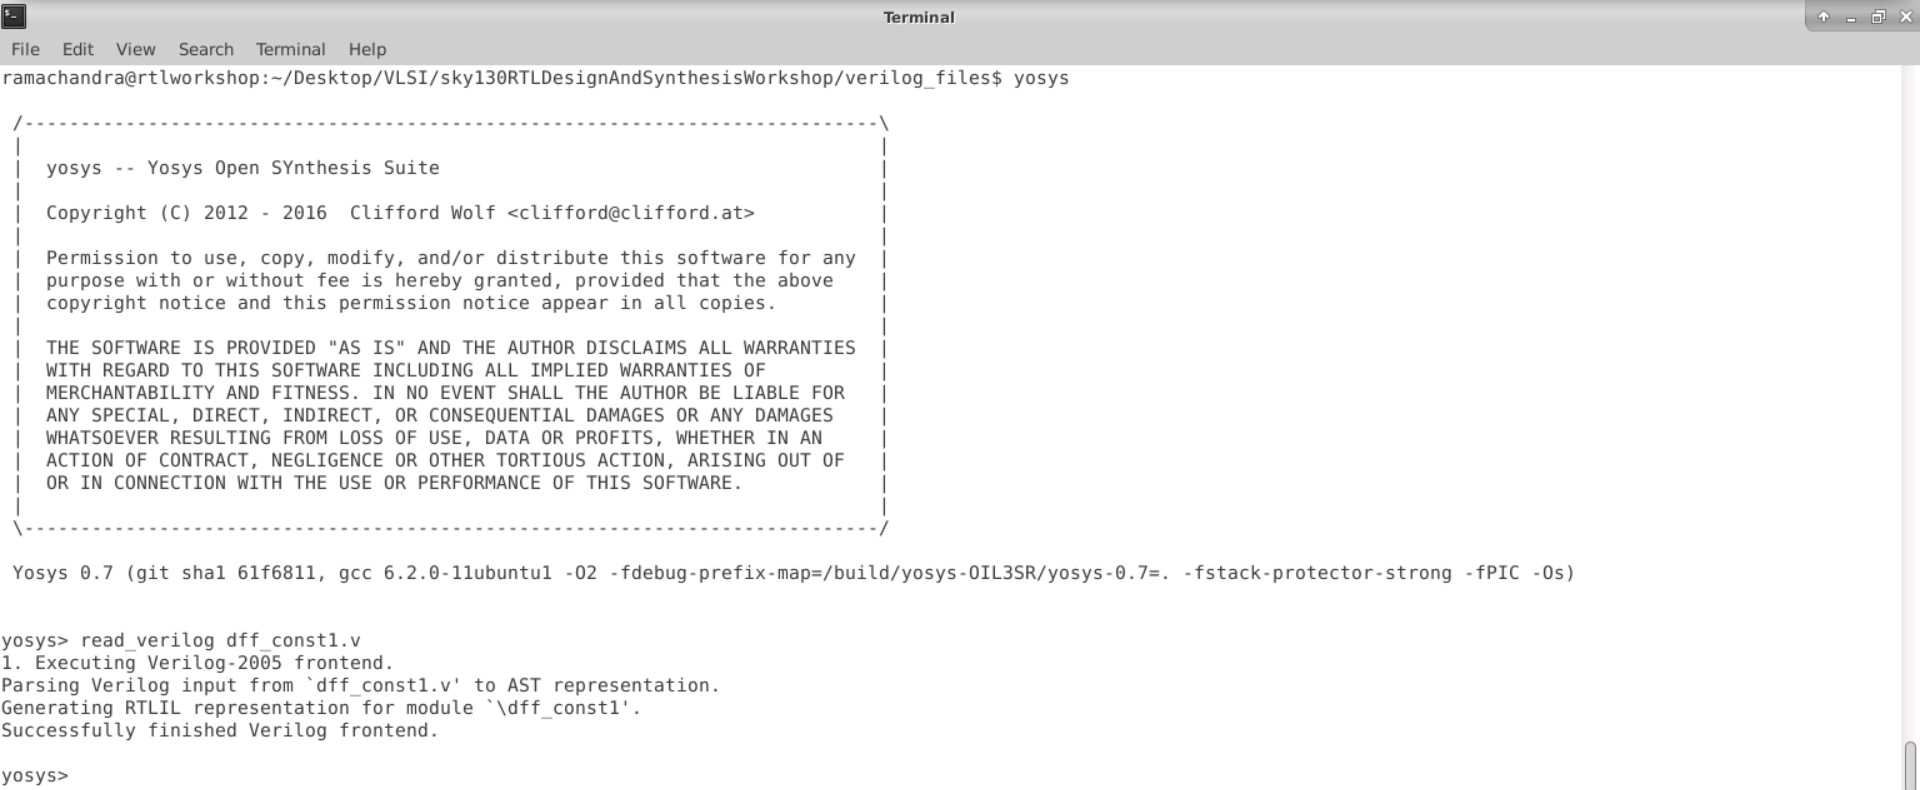 Terminal
File Edit View Search Terminal Help
ramachandra@rtlworkshop:~/Desktop/VLSI/sky130RTLDesignAndSynthesisWorkshop/verilog_files$ yosys
/----------------------------------------------------------------------------\
|                                                                            |
|  yosys -- Yosys Open SYnthesis Suite                                       |
|                                                                            |
|  Copyright (C) 2012 - 2016  Clifford Wolf <clifford@clifford.at>           |
|                                                                            |
|  Permission to use, copy, modify, and/or distribute this software for any  |
|  purpose with or without fee is hereby granted, provided that the above    |
|  copyright notice and this permission notice appear in all copies.         |
|                                                                            |
|  THE SOFTWARE IS PROVIDED "AS IS" AND THE AUTHOR DISCLAIMS ALL WARRANTIES  |
|  WITH REGARD TO THIS SOFTWARE INCLUDING ALL IMPLIED WARRANTIES OF          |
|  MERCHANTABILITY AND FITNESS. IN NO EVENT SHALL THE AUTHOR BE LIABLE FOR   |
|  ANY SPECIAL, DIRECT, INDIRECT, OR CONSEQUENTIAL DAMAGES OR ANY DAMAGES    |
|  WHATSOEVER RESULTING FROM LOSS OF USE, DATA OR PROFITS, WHETHER IN AN     |
|  ACTION OF CONTRACT, NEGLIGENCE OR OTHER TORTIOUS ACTION, ARISING OUT OF   |
|  OR IN CONNECTION WITH THE USE OR PERFORMANCE OF THIS SOFTWARE.            |
|                                                                            |
\----------------------------------------------------------------------------/
Yosys 0.7 (git sha1 61f6811, gcc 6.2.0-11ubuntu1 -O2 -fdebug-prefix-map=/build/yosys-OIL3SR/yosys-0.7=. -fstack-protector-strong -fPIC -Os)
yosys> read_verilog dff_const1.v
1. Executing Verilog-2005 frontend.
Parsing Verilog input from `dff_const1.v' to AST representation.
Generating RTLIL representation for module `\dff_const1'.
Successfully finished Verilog frontend.
yosys>